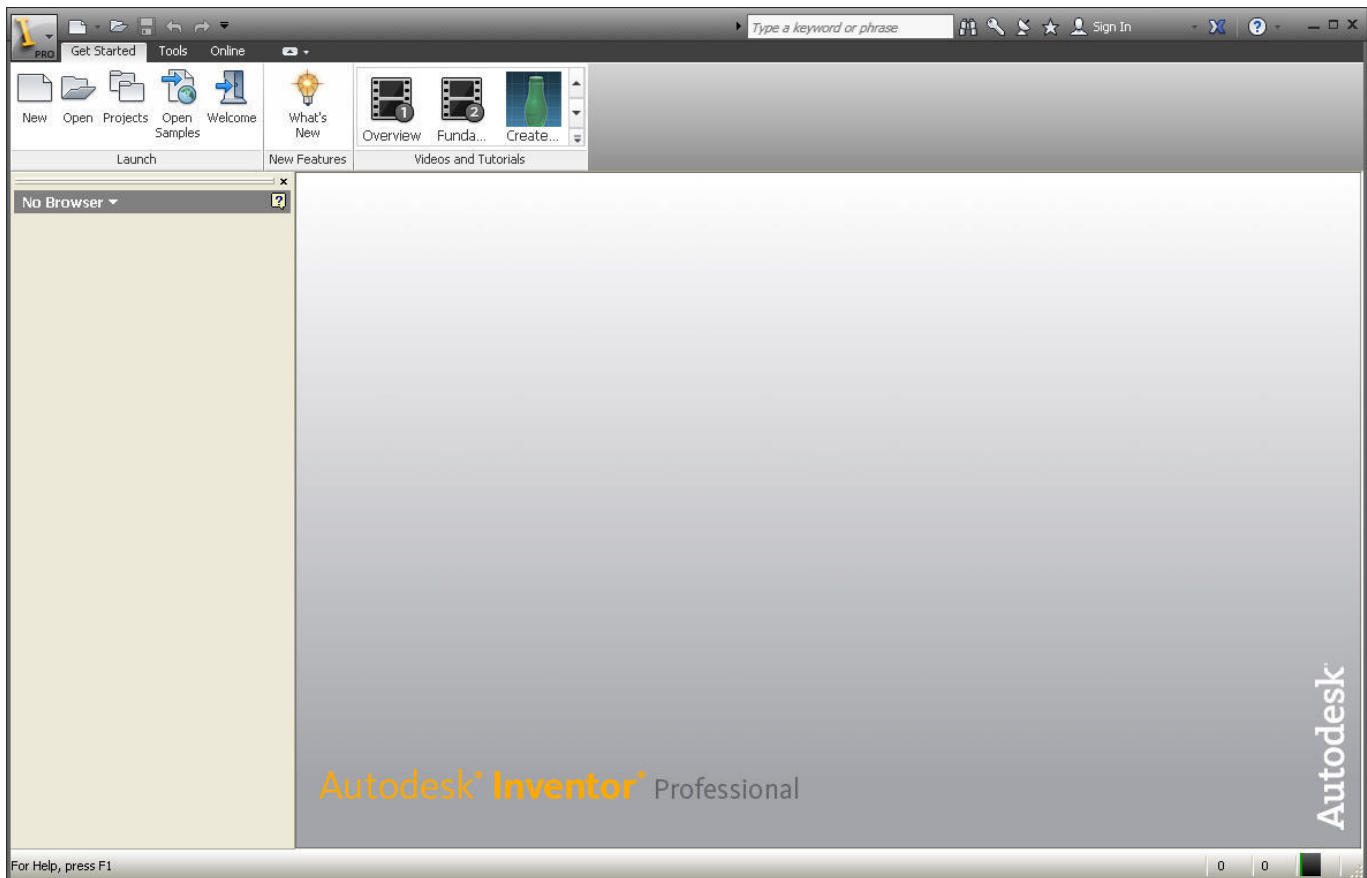 Type a keyword or phrase
Sign In
PRO
Get Started Tools Online
New Open Projects Open Samples Welcome What's New
1 2
Overview Funda... Create...
Launch New Features Videos and Tutorials
No Browser
Autodesk® Inventor® Professional
Autodesk®
For Help, press F1 0 0